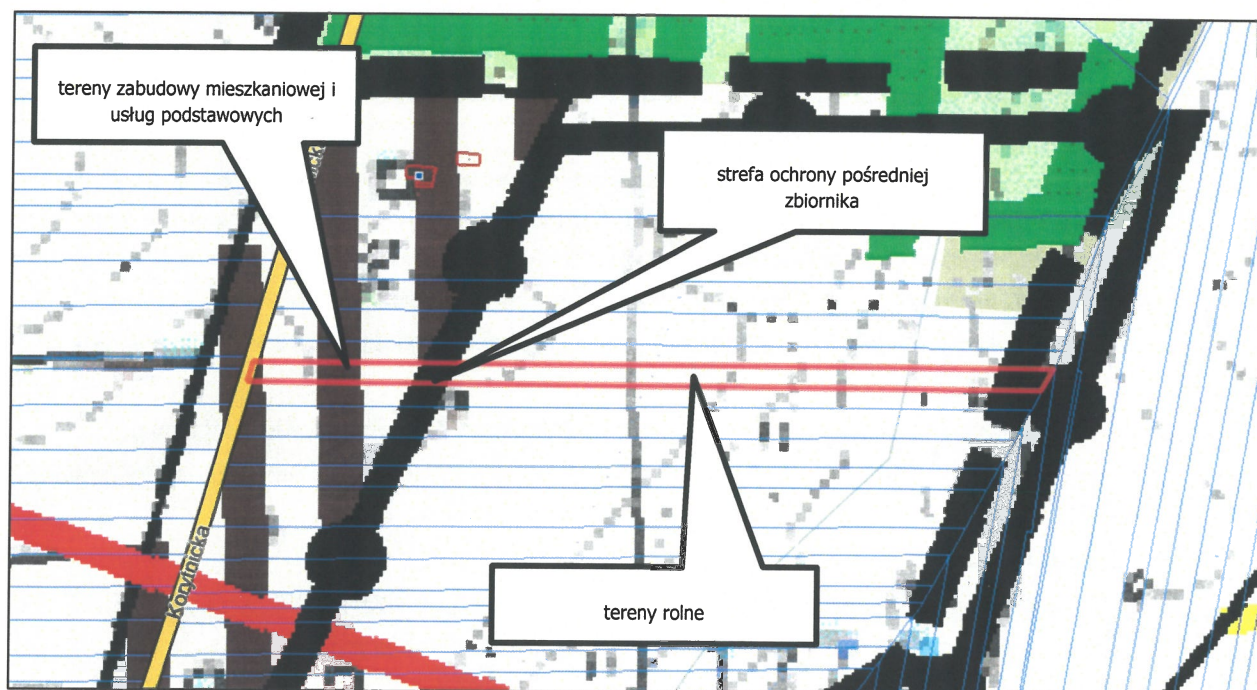 tereny zabudowy mieszkaniowej i
usług podstawowych
strefa ochrony pośredniej
zbiornika
tereny rolne
Korytnicka